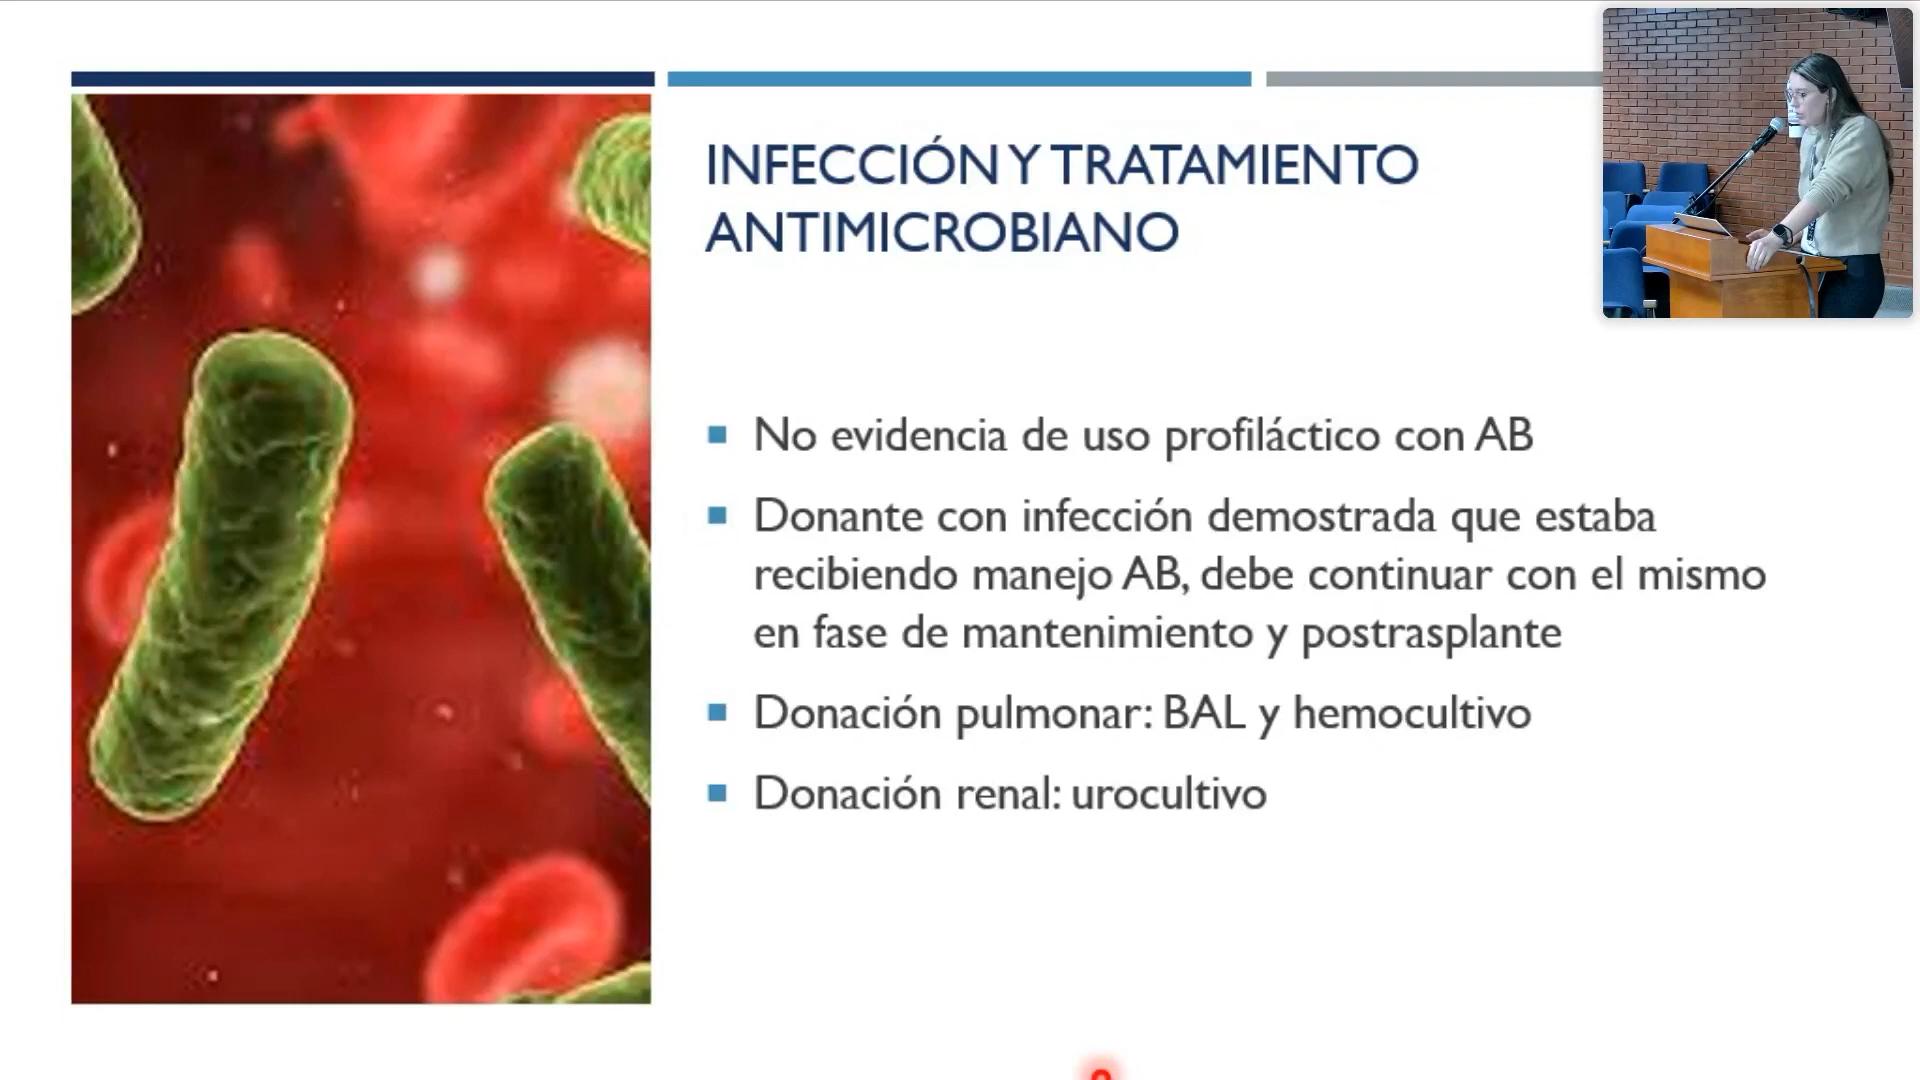 INFECCIÓN Y TRATAMIENTO
ANTIMICROBIANO
No evidencia de uso profiláctico con AB
Donante con infección demostrada que estaba
recibiendo manejo AB, debe continuar con el mismo
en fase de mantenimiento y postrasplante
Donación pulmonar: BAL y hemocultivo
Donación renal: urocultivo